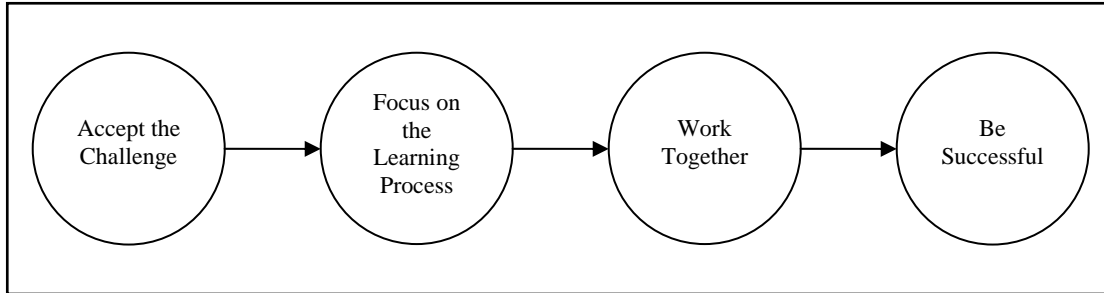 Accept the
Challenge
Focus on
the
Learning
Process
Work
Together
Be
Successful